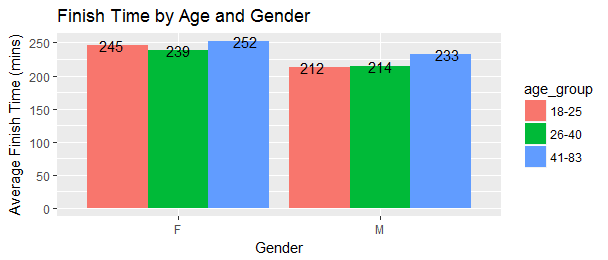 Finish Time by Age and Gender
Average Finish Time (mins)
250
200
150
100
50
0
245
239
252
212
214
233
F
M
Gender
age_group
18-25
26-40
41-83